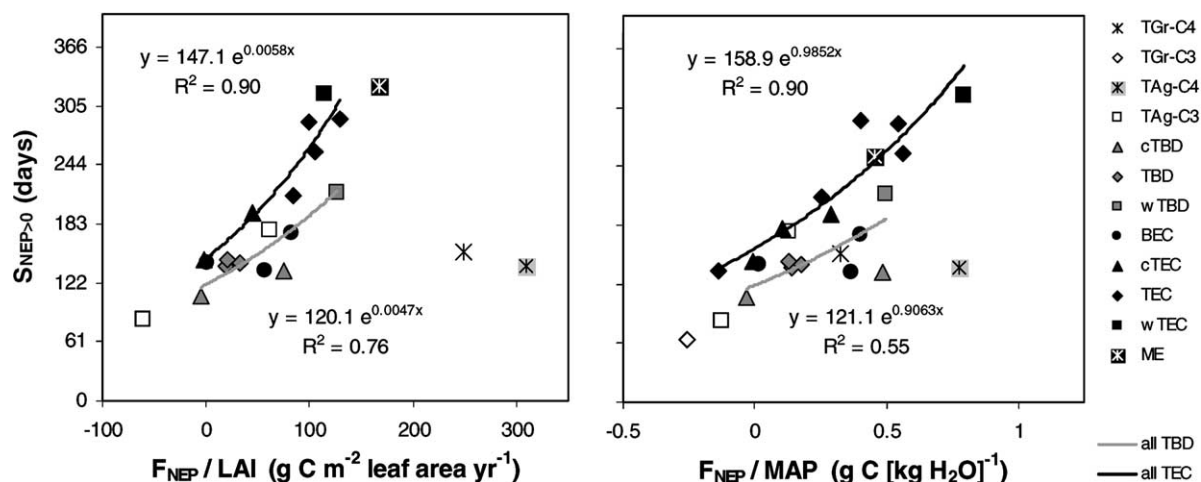 y = 147.1 e^0.0058x
R² = 0.90
y = 120.1 e^0.0047x
R² = 0.76
366
305
244
183
122
61
0
S_NEP>0 (days)
-100 0 100 200 300
F_NEP / LAI (g C m⁻² leaf area yr⁻¹)
y = 158.9 e^0.9852x
R² = 0.90
y = 121.1 e^0.9063x
R² = 0.55
-0.5 0 0.5 1
F_NEP / MAP (g C [kg H₂O]⁻¹)
TGr-C4
TGr-C3
TAg-C4
TAg-C3
cTBD
TBD
w TBD
BEC
cTEC
TEC
w TEC
ME
all TBD
all TEC